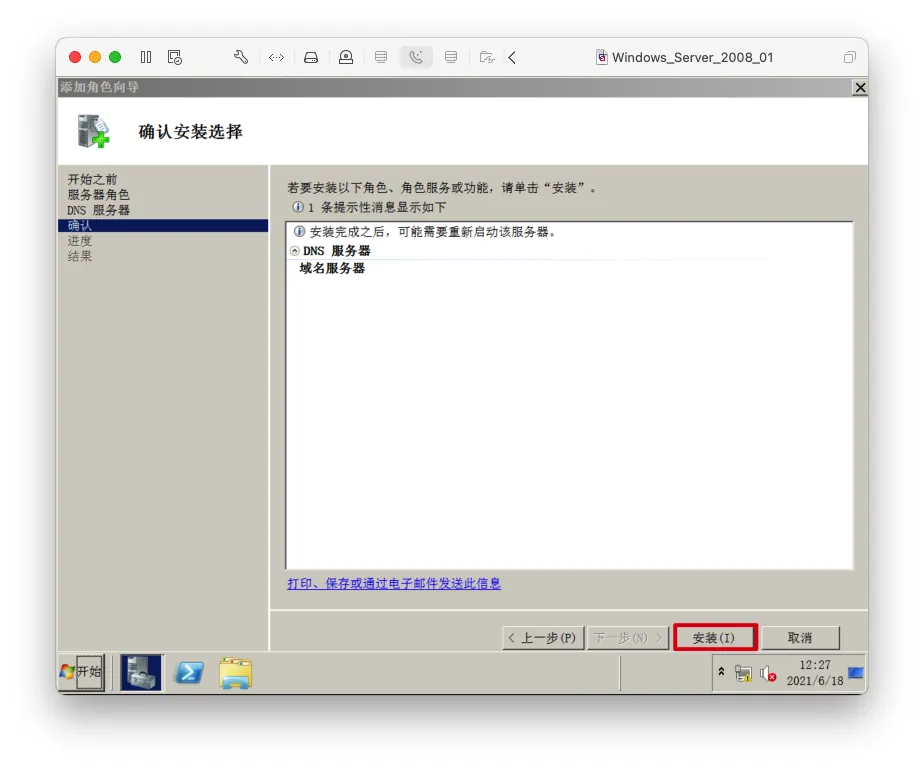 Windows_Server_2008_01
添加角色向导
确认安装选择
开始之前
服务器角色
DNS 服务器
确认
进度
结果
若要安装以下角色、角色服务或功能，请单击“安装”。
1 条提示性消息显示如下
安装完成之后，可能需要重新启动该服务器。
DNS 服务器
域名服务器
打印、保存或通过电子邮件发送此信息
< 上一步(P)
下一步(N) >
安装(I)
取消
开始
12:27
2021/6/18